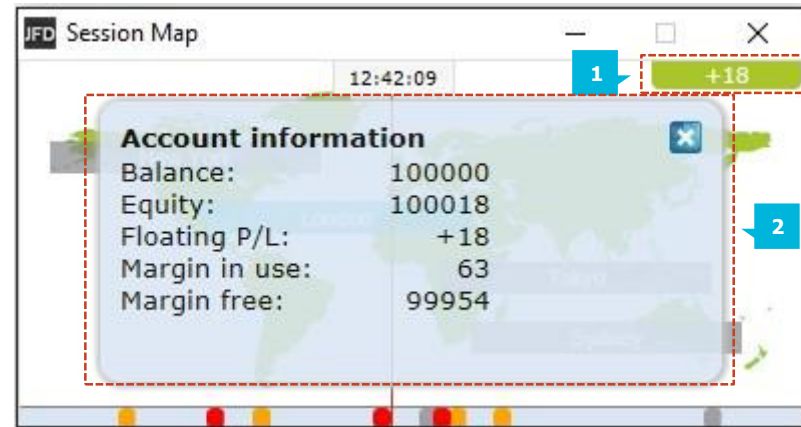 JFD Session Map
12:42:09
1
+18
Account information
Balance: 100000
Equity: 100018
Floating P/L: +18
Margin in use: 63
Margin free: 99954
2
London
Tokyo
Sydney